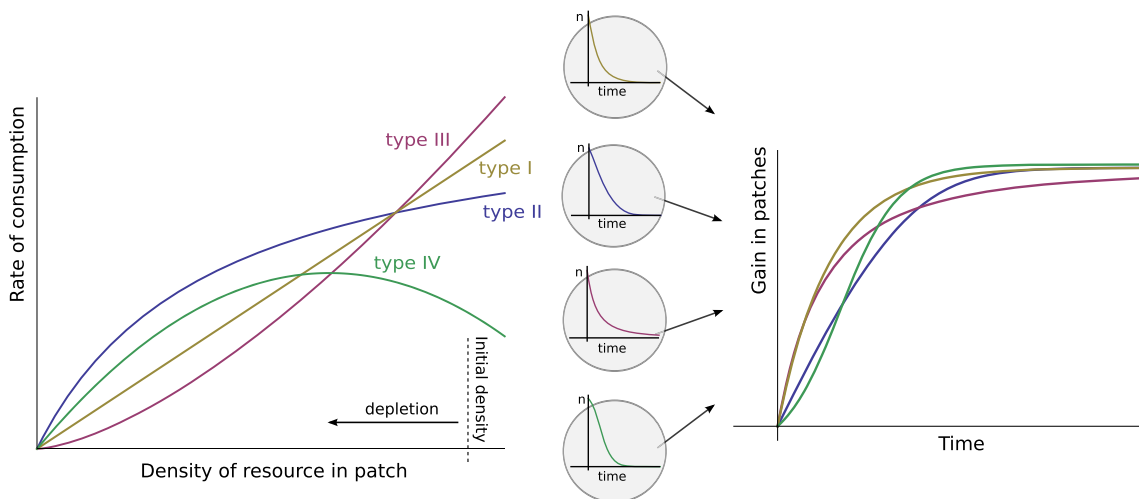 Rate of consumption
type III
type I
type II
type IV
depletion
Initial density
Density of resource in patch
n
time
n
time
n
time
n
time
Gain in patches
Time